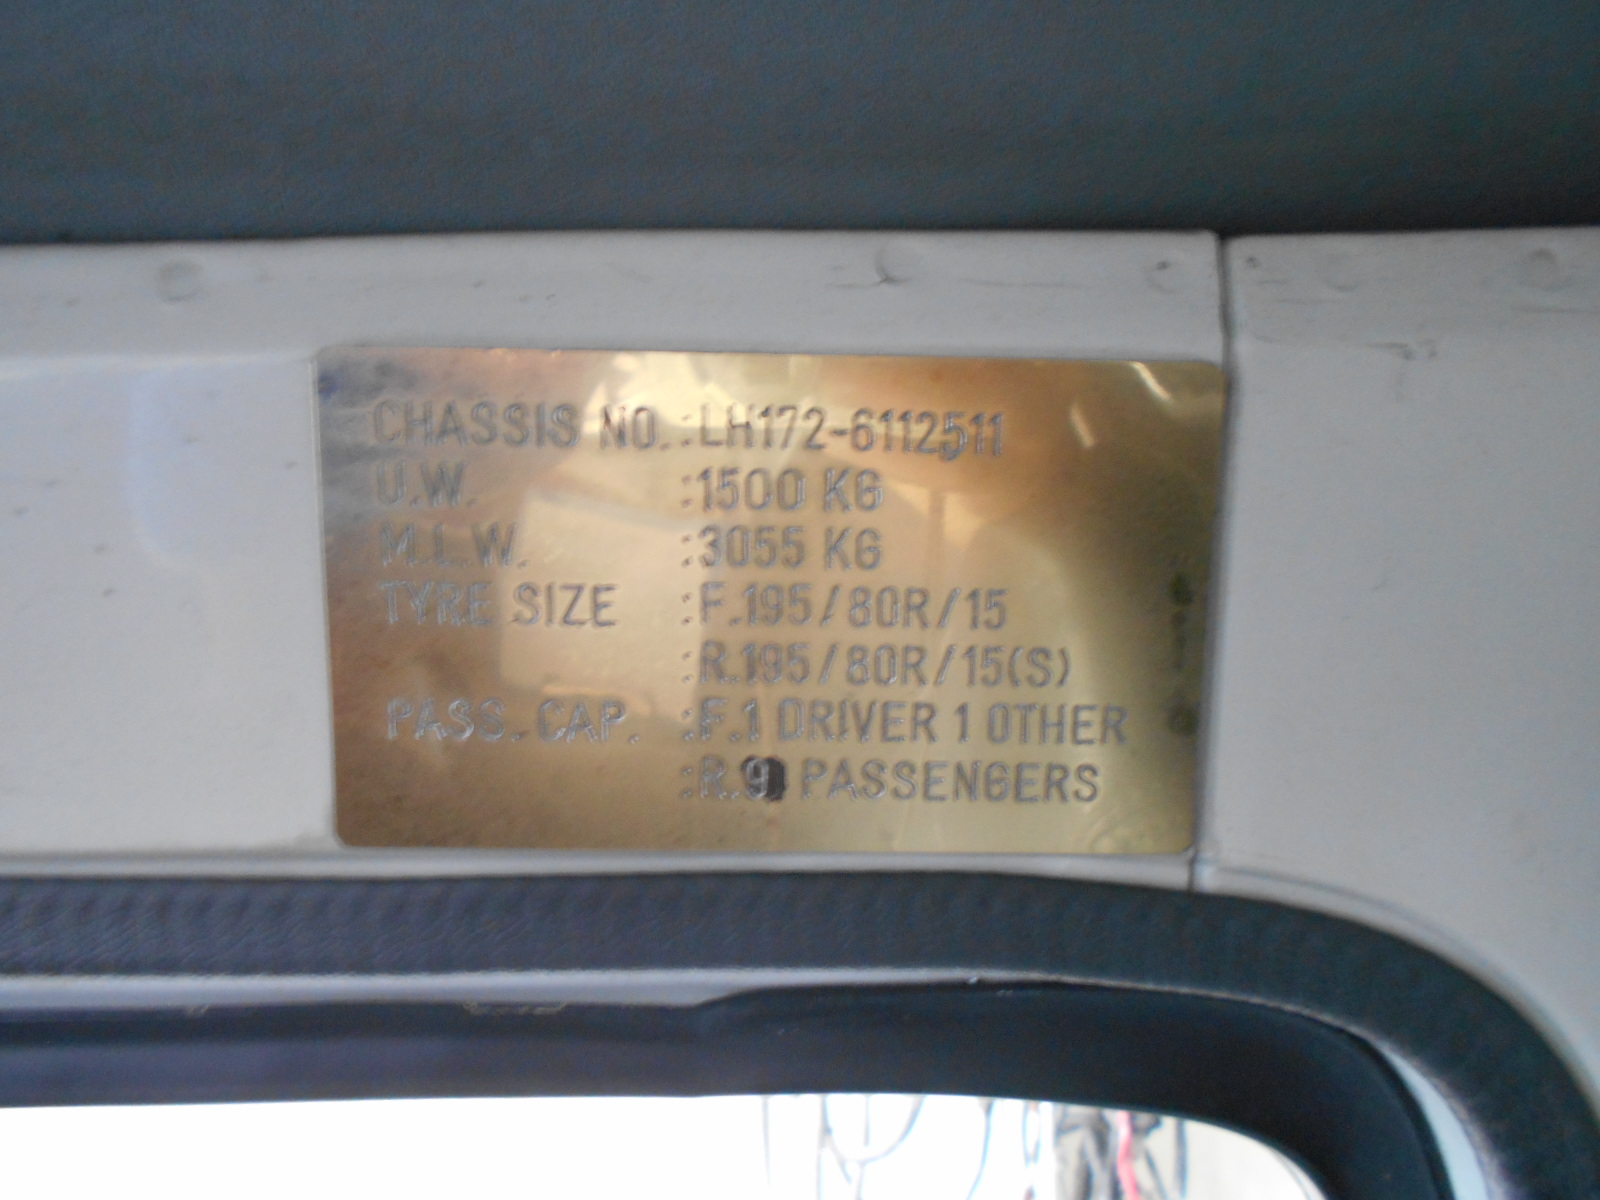 CHASSIS NO. :LH172-6112511
U.W. :1500 KG
M.L.W. :3055 KG
TYRE SIZE :F.195/80R/15
:R.195/80R/15(S)
PASS. CAP. :F.1 DRIVER 1 OTHER
:R.9 PASSENGERS